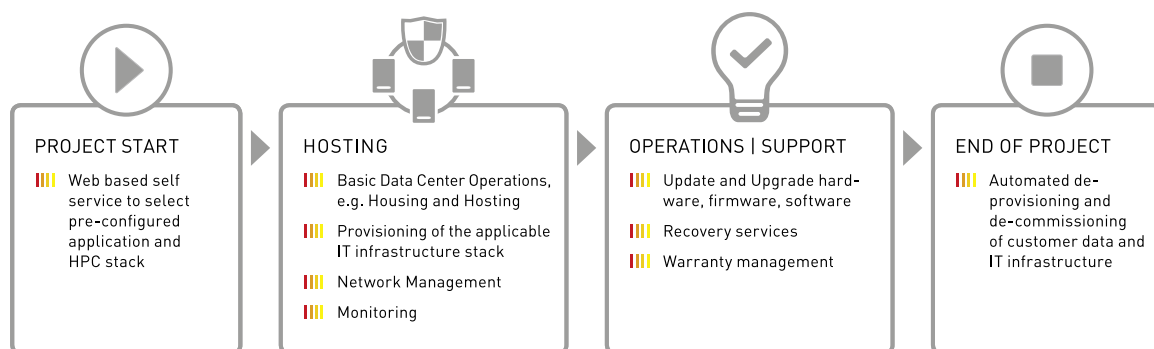 PROJECT START
Web based self
service to select
pre-configured
application and
HPC stack
HOSTING
Basic Data Center Operations,
e.g. Housing and Hosting
Provisioning of the applicable
IT infrastructure stack
Network Management
Monitoring
OPERATIONS | SUPPORT
Update and Upgrade hard-
ware, firmware, software
Recovery services
Warranty management
END OF PROJECT
Automated de-
provisioning and
de-commissioning
of customer data and
IT infrastructure